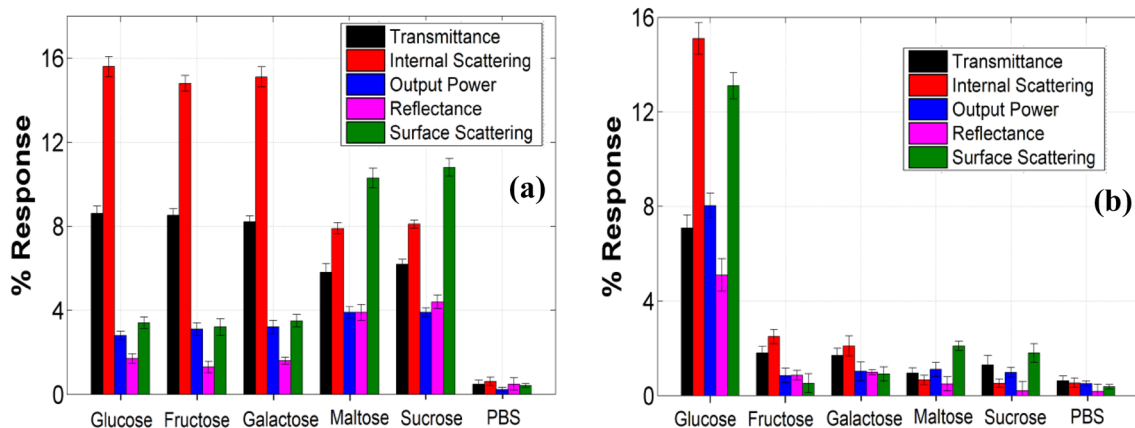 % Response
16
12
8
4
0
Transmittance
Internal Scattering
Output Power
Reflectance
Surface Scattering
(a)
Glucose Fructose Galactose Maltose Sucrose PBS
% Response
16
12
8
4
0
Transmittance
Internal Scattering
Output Power
Reflectance
Surface Scattering
(b)
Glucose Fructose Galactose Maltose Sucrose PBS